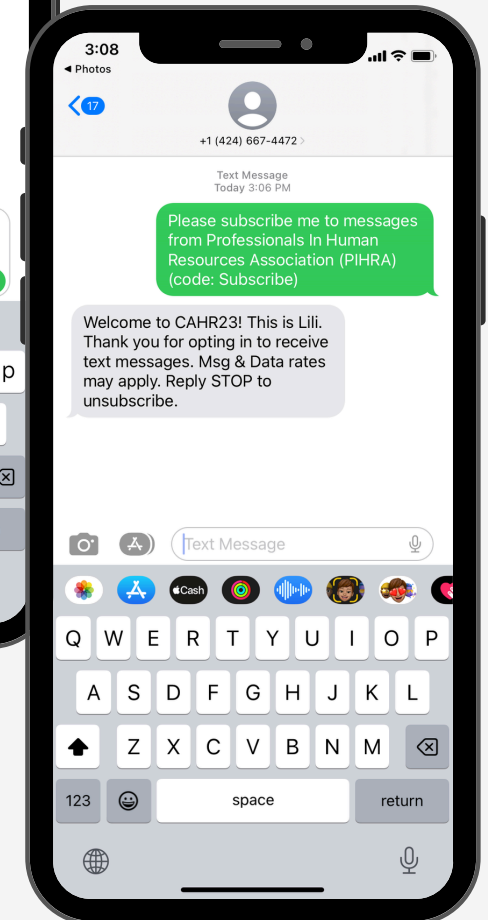 3:08
◀ Photos
17
+1 (424) 667-4472 >
Text Message
Today 3:06 PM
Please subscribe me to messages
from Professionals In Human
Resources Association (PIHRA)
(code: Subscribe)
Welcome to CAHR23! This is Lili.
Thank you for opting in to receive
text messages. Msg & Data rates
may apply. Reply STOP to
unsubscribe.
p
Text Message
Cash
Q W E R T Y U I O P
A S D F G H J K L
Z X C V B N M
123 space return